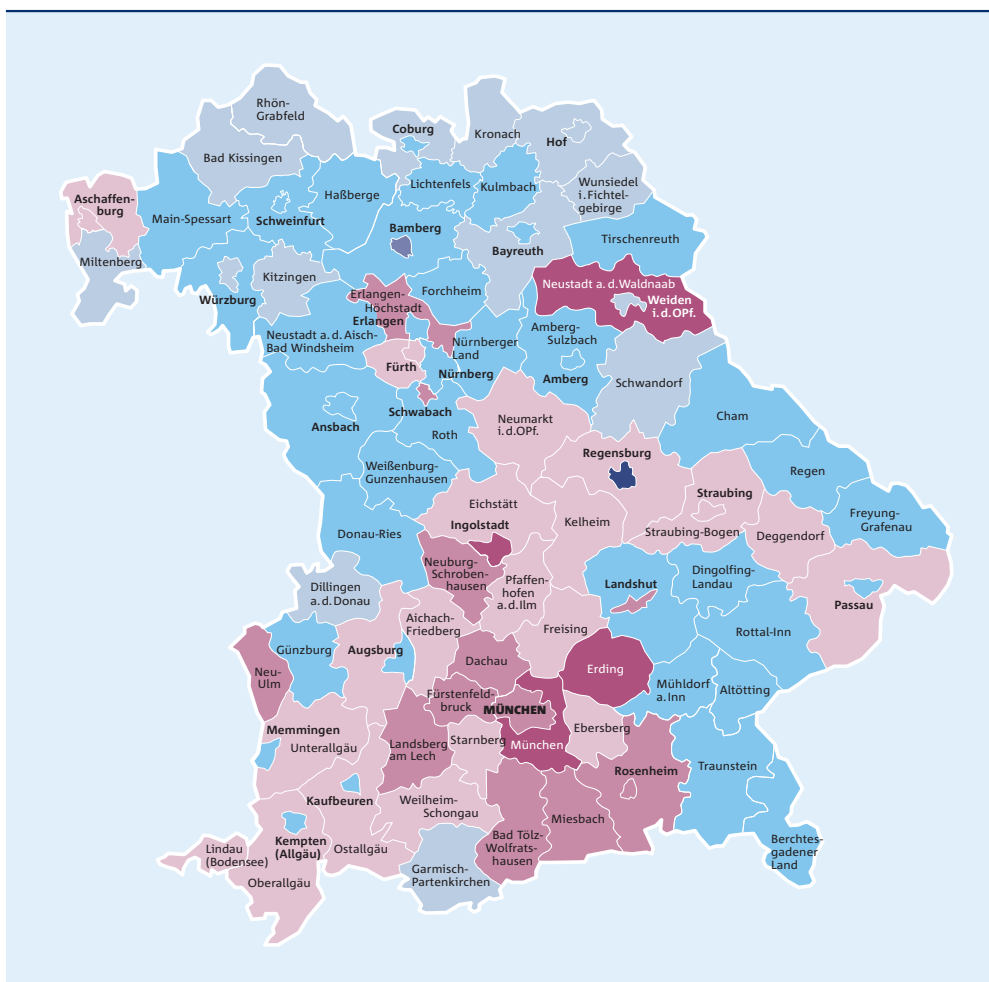 Rhön-
Grabfeld
Coburg
Kronach
Hof
Bad Kissingen
Lichtenfels
Kulmbach
Wunsiedel
i. Fichtel-
gebirge
Haßberge
Aschaffen-
burg
Main-Spessart
Schweinfurt
Bamberg
Bayreuth
Tirschenreuth
Miltenberg
Kitzingen
Würzburg
Erlangen-
Höchstadt
Erlangen
Forchheim
Neustadt a. d. Waldnaab
Weiden
i. d. OPf.
Neustadt a. d. Aisch-
Bad Windsheim
Nürnberger
Land
Amberg-
Sulzbach
Fürth
Nürnberg
Amberg
Schwandorf
Schwabach
Ansbach
Roth
Neumarkt
i. d. OPf.
Cham
Regensburg
Weißenburg-
Gunzenhausen
Regen
Straubing
Eichstätt
Ingolstadt
Kelheim
Straubing-Bogen
Deggendorf
Freyung-
Grafenau
Donau-Ries
Neuburg-
Schroben-
hausen
Pfaffen-
hofen
a. d. Ilm
Landshut
Dingolfing-
Landau
Dillingen
a. d. Donau
Passau
Aichach-
Friedberg
Freising
Rottal-Inn
Günzburg
Augsburg
Dachau
Erding
Neu-
Ulm
Fürstenfeld-
bruck
MÜNCHEN
Mühldorf
a. Inn
Altötting
Memmingen
Unterallgäu
Landsberg
am Lech
Starnberg
München
Ebersberg
Rosenheim
Traunstein
Kaufbeuren
Weilheim-
Schongau
Miesbach
Bad Tölz-
Wolfrats-
hausen
Kempten
(Allgäu)
Ostallgäu
Lindau
(Bodensee)
Oberallgäu
Garmisch-
Partenkirchen
Berchtes-
gadener
Land